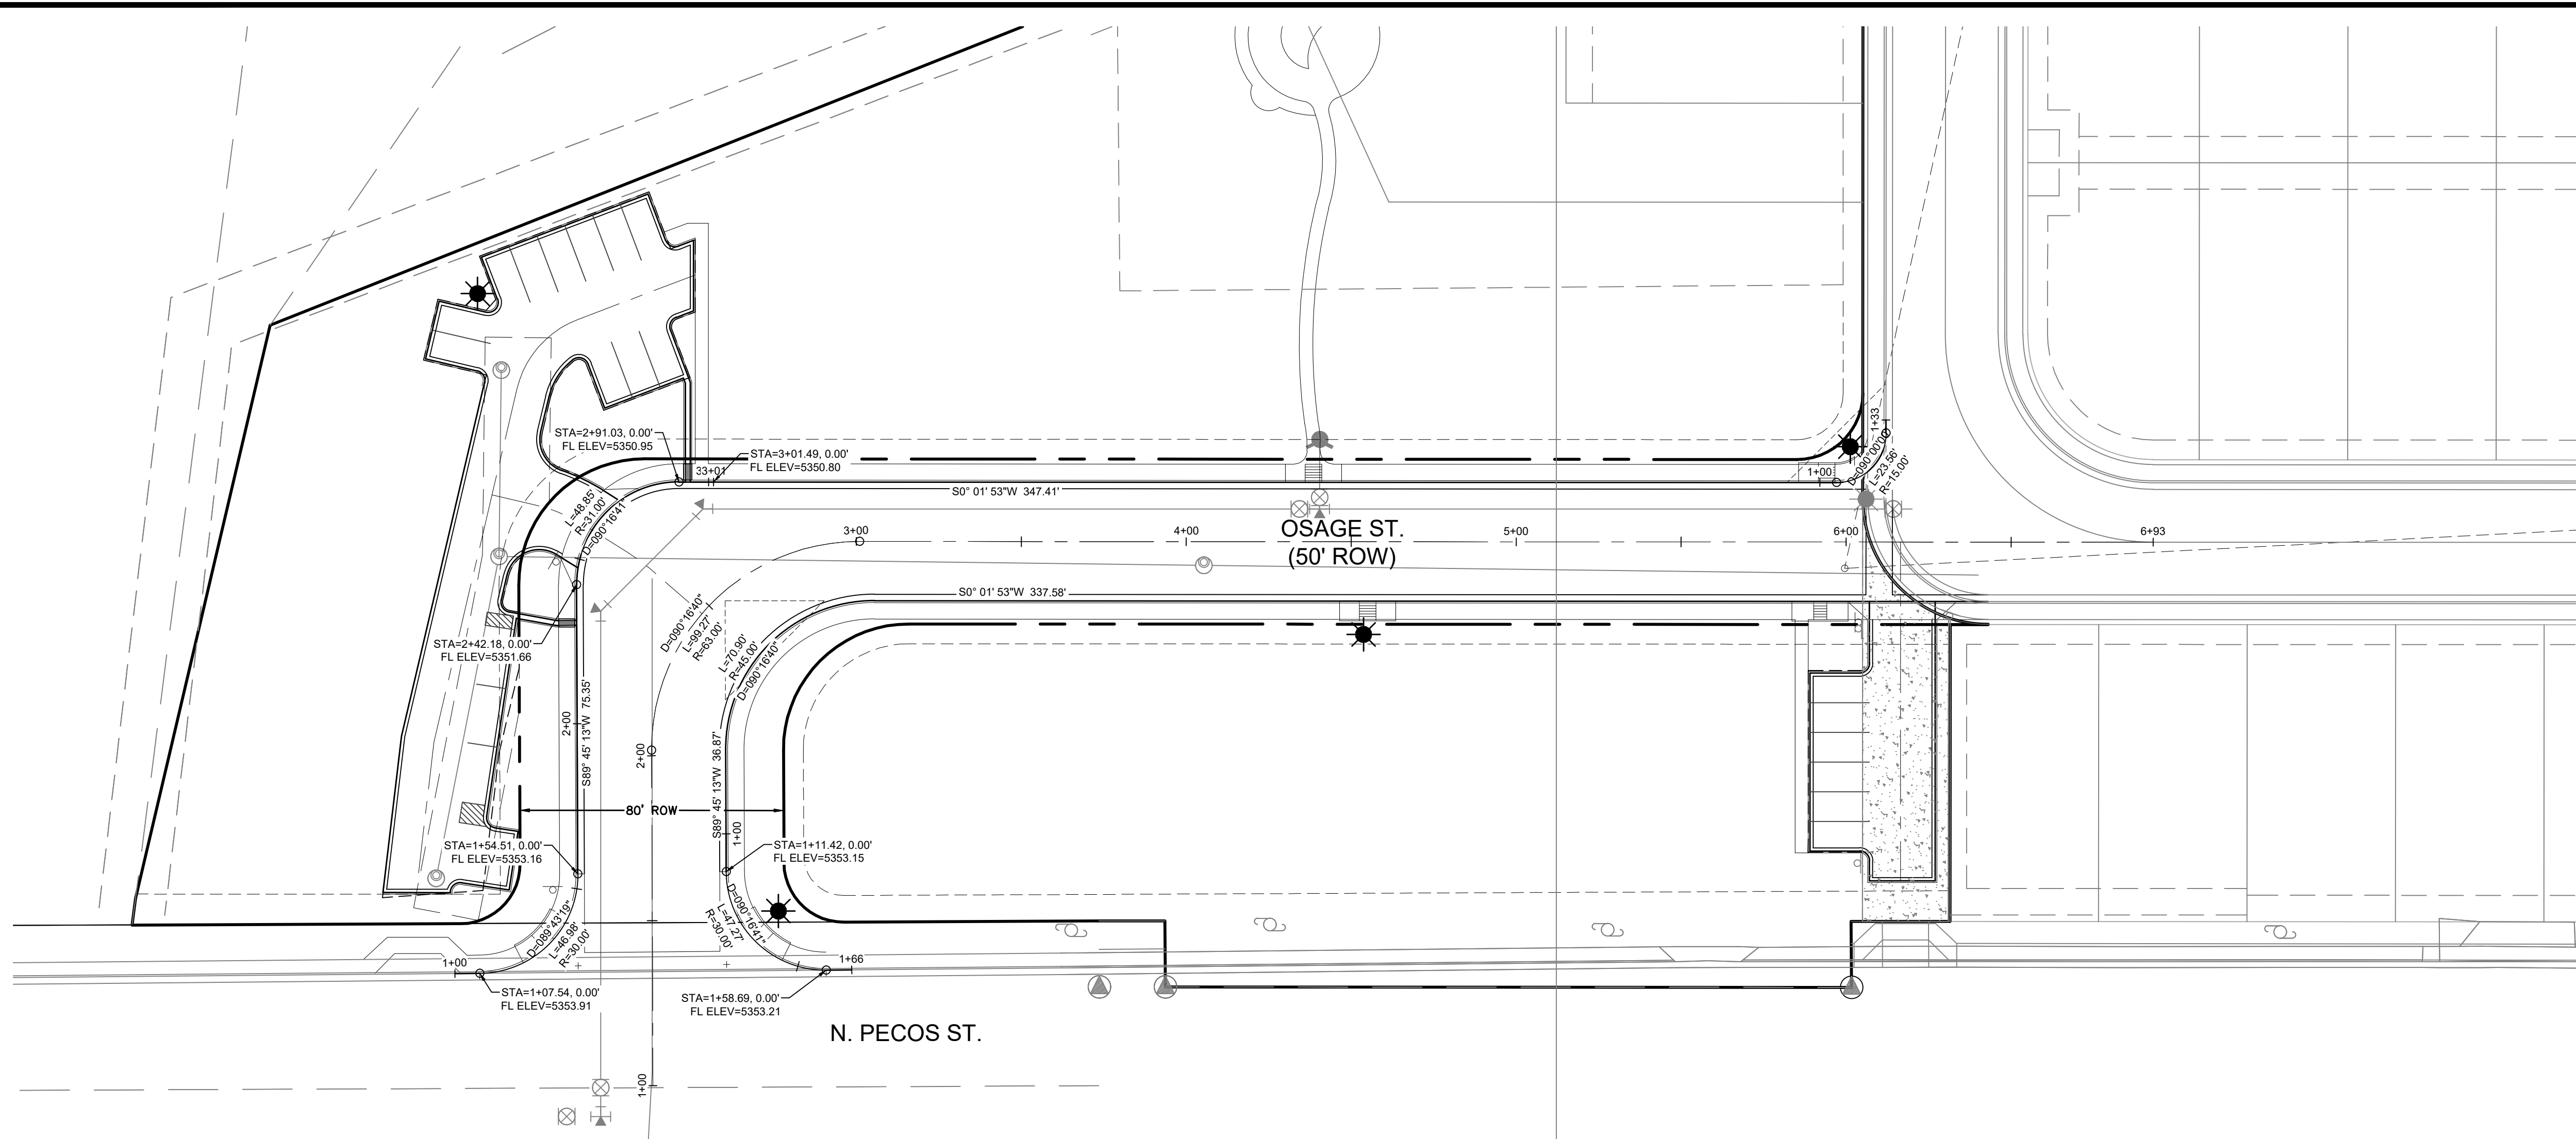 1+33
STA=2+91.03, 0.00'
FL ELEV=5350.95
STA=3+01.49, 0.00'
FL ELEV=5350.80
33+01
1+00
D=090°00'00"
L=23.56'
R=15.00'
S0° 01' 53"W 347.41'
L=48.85'
R=31.00'
D=090°16'41"
3+00
4+00
5+00
6+00
6+93
OSAGE ST.
(50' ROW)
S0° 01' 53"W 337.58'
D=090°16'40"
L=99.27'
R=63.00'
L=70.90'
R=45.00'
D=090°16'40"
STA=2+42.18, 0.00'
FL ELEV=5351.66
2+00
S89° 45' 13"W 75.35'
2+00
S89° 45' 13"W 36.87'
80' ROW
1+00
STA=1+54.51, 0.00'
FL ELEV=5353.16
STA=1+11.42, 0.00'
FL ELEV=5353.15
D=089°43'19"
L=46.98'
R=30.00'
D=090°16'41"
L=47.27'
R=30.00'
1+00
1+66
STA=1+07.54, 0.00'
FL ELEV=5353.91
STA=1+58.69, 0.00'
FL ELEV=5353.21
N. PECOS ST.
1+00